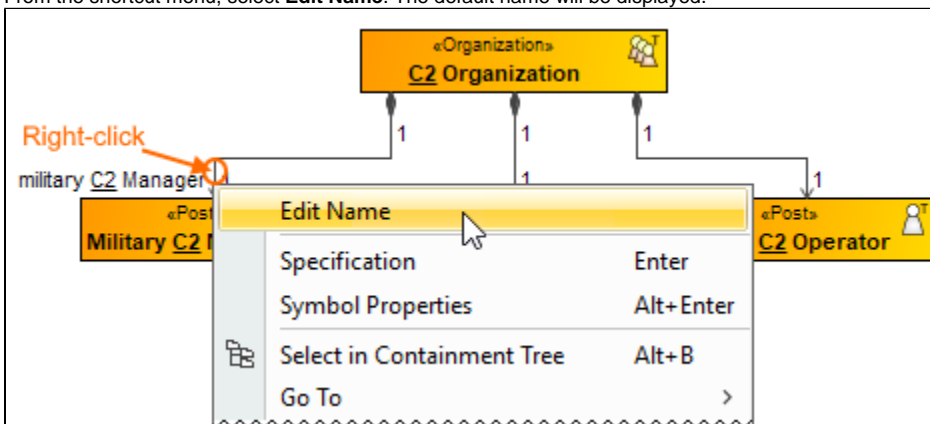 From the shortcut menu, select Edit Name. The default name will be displayed.
«Organization»
C2 Organization
Right-click
1 1 1
military C2 Manager
1 1
«Post
Military C2
«Post»
C2 Operator
Edit Name
Specification Enter
Symbol Properties Alt+Enter
Select in Containment Tree Alt+B
Go To >